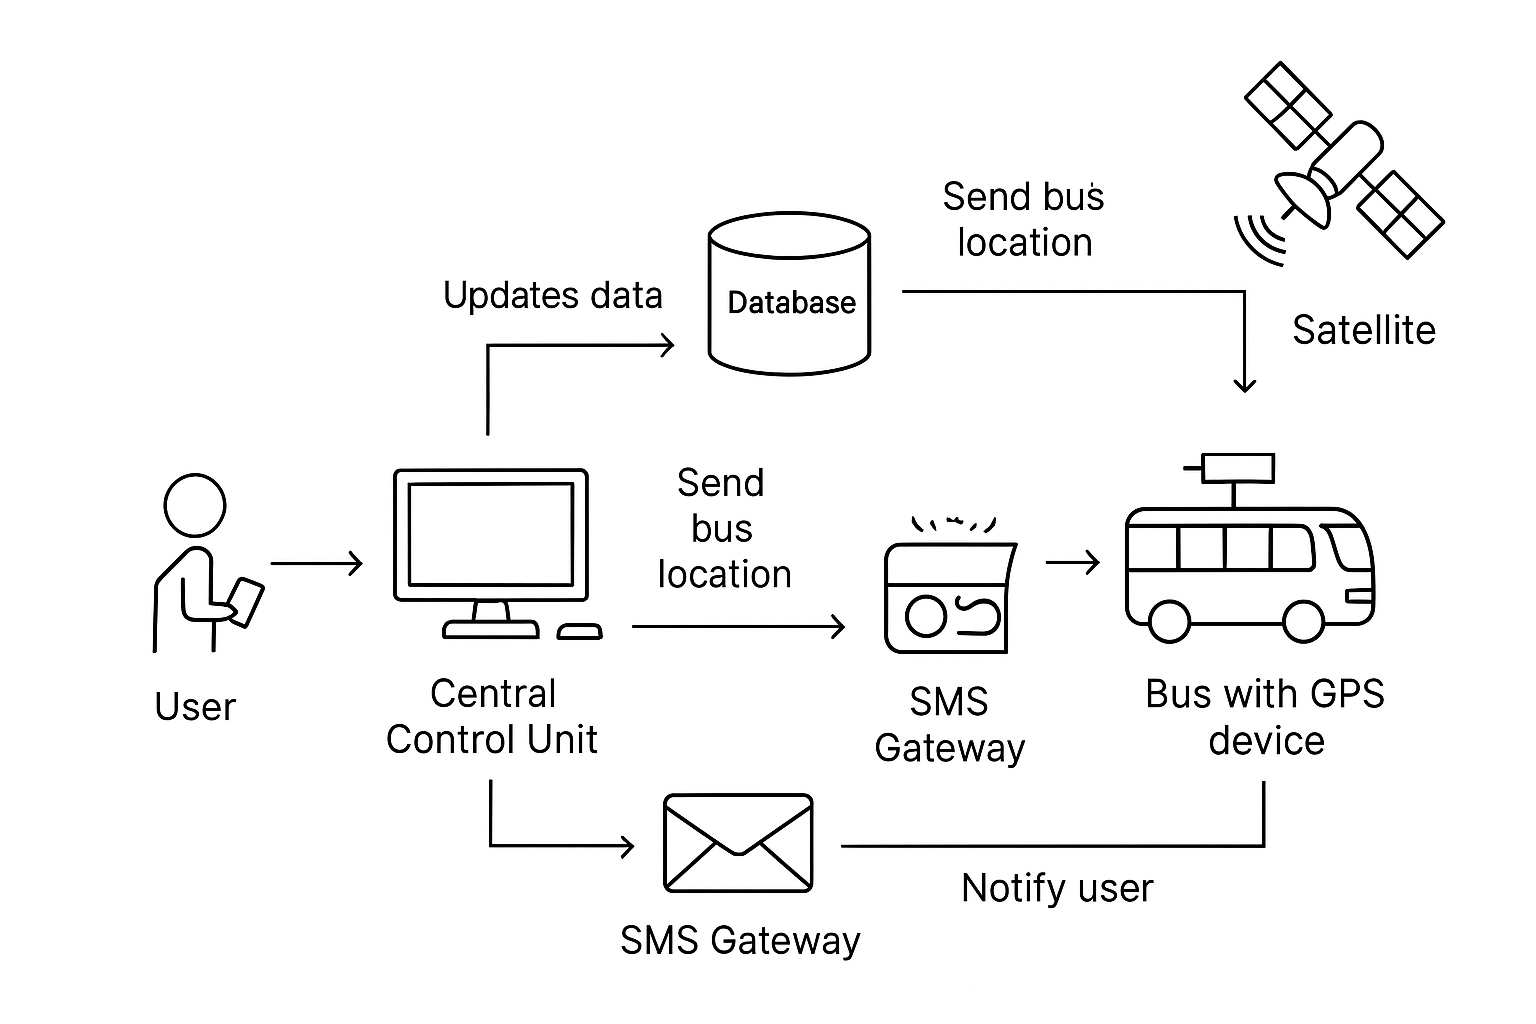 Send bus
location
Updates data
Database
Satellite
Send
bus
location
User
Central
Control Unit
SMS
Gateway
Bus with GPS
device
Notify user
SMS Gateway